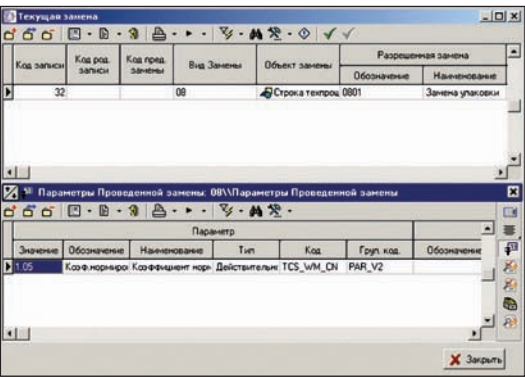 Текущая замена
Код записи Код род. записи Код пред. замены Вид Замены Объект замены Разрешенная замена
Обозначение Наименование
32 08 Строка техпроц 0801 Замена упаковки
Параметры Проведенной замены: 08\\Параметры Проведенной замены
Параметр
Значение Обозначение Наименование Тип Код Груп. код. Обозначение
1.05 Коэф.нормиро Коэффициент норм Действительн TCS_WM_CN PAR_V2
Закрыть